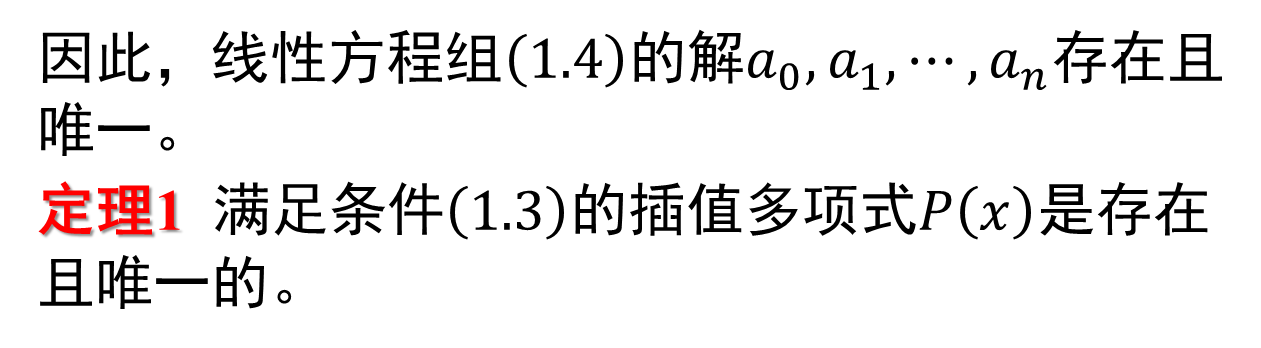 因此，线性方程组(1.4)的解a₀, a₁, ⋯ , aₙ存在且
唯一。
定理1 满足条件(1.3)的插值多项式P(x)是存在
且唯一的。